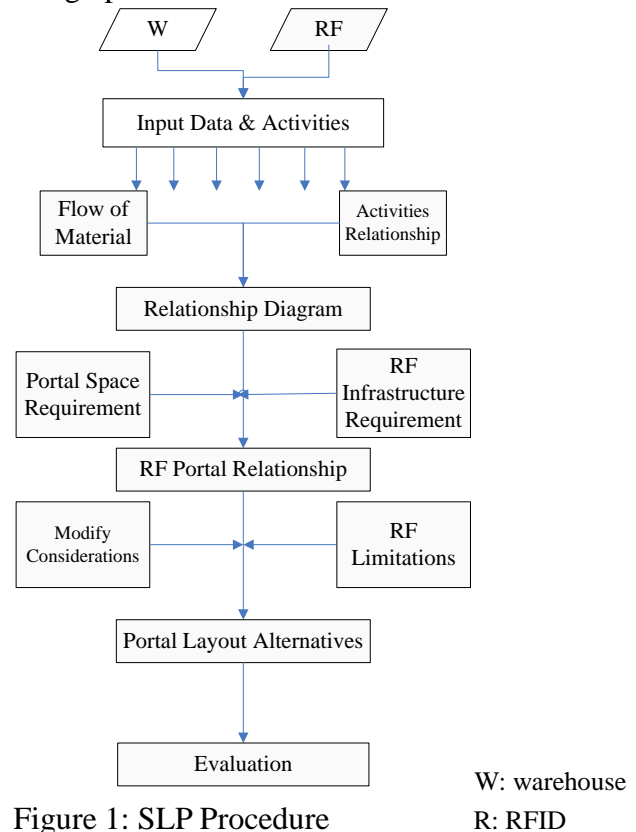 W
RF
Input Data & Activities
Flow of
Material
Activities
Relationship
Relationship Diagram
Portal Space
Requirement
RF
Infrastructure
Requirement
RF Portal Relationship
Modify
Considerations
RF
Limitations
Portal Layout Alternatives
Evaluation
W: warehouse
Figure 1: SLP Procedure
R: RFID